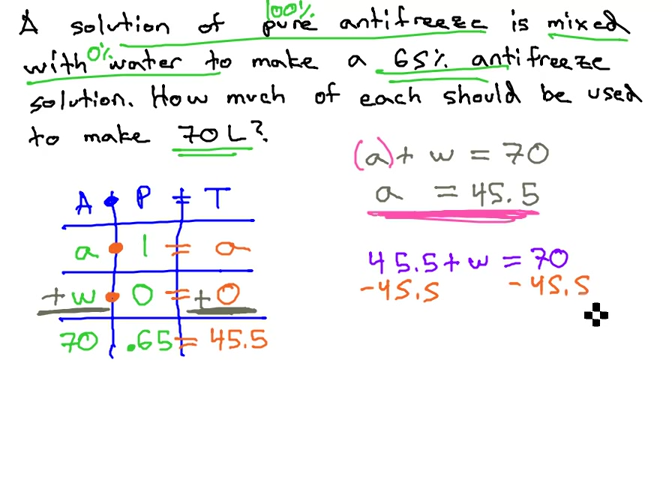 100%
A solution of pure antifreeze is mixed
0%
with water to make a 65% antifreeze
solution. How much of each should be used
to make 70 L?
A • P = T
a • 1 = a
+ w • 0 = + 0
70 .65 = 45.5
(a) + w = 70
a = 45.5
45.5 + w = 70
-45.5 -45.5